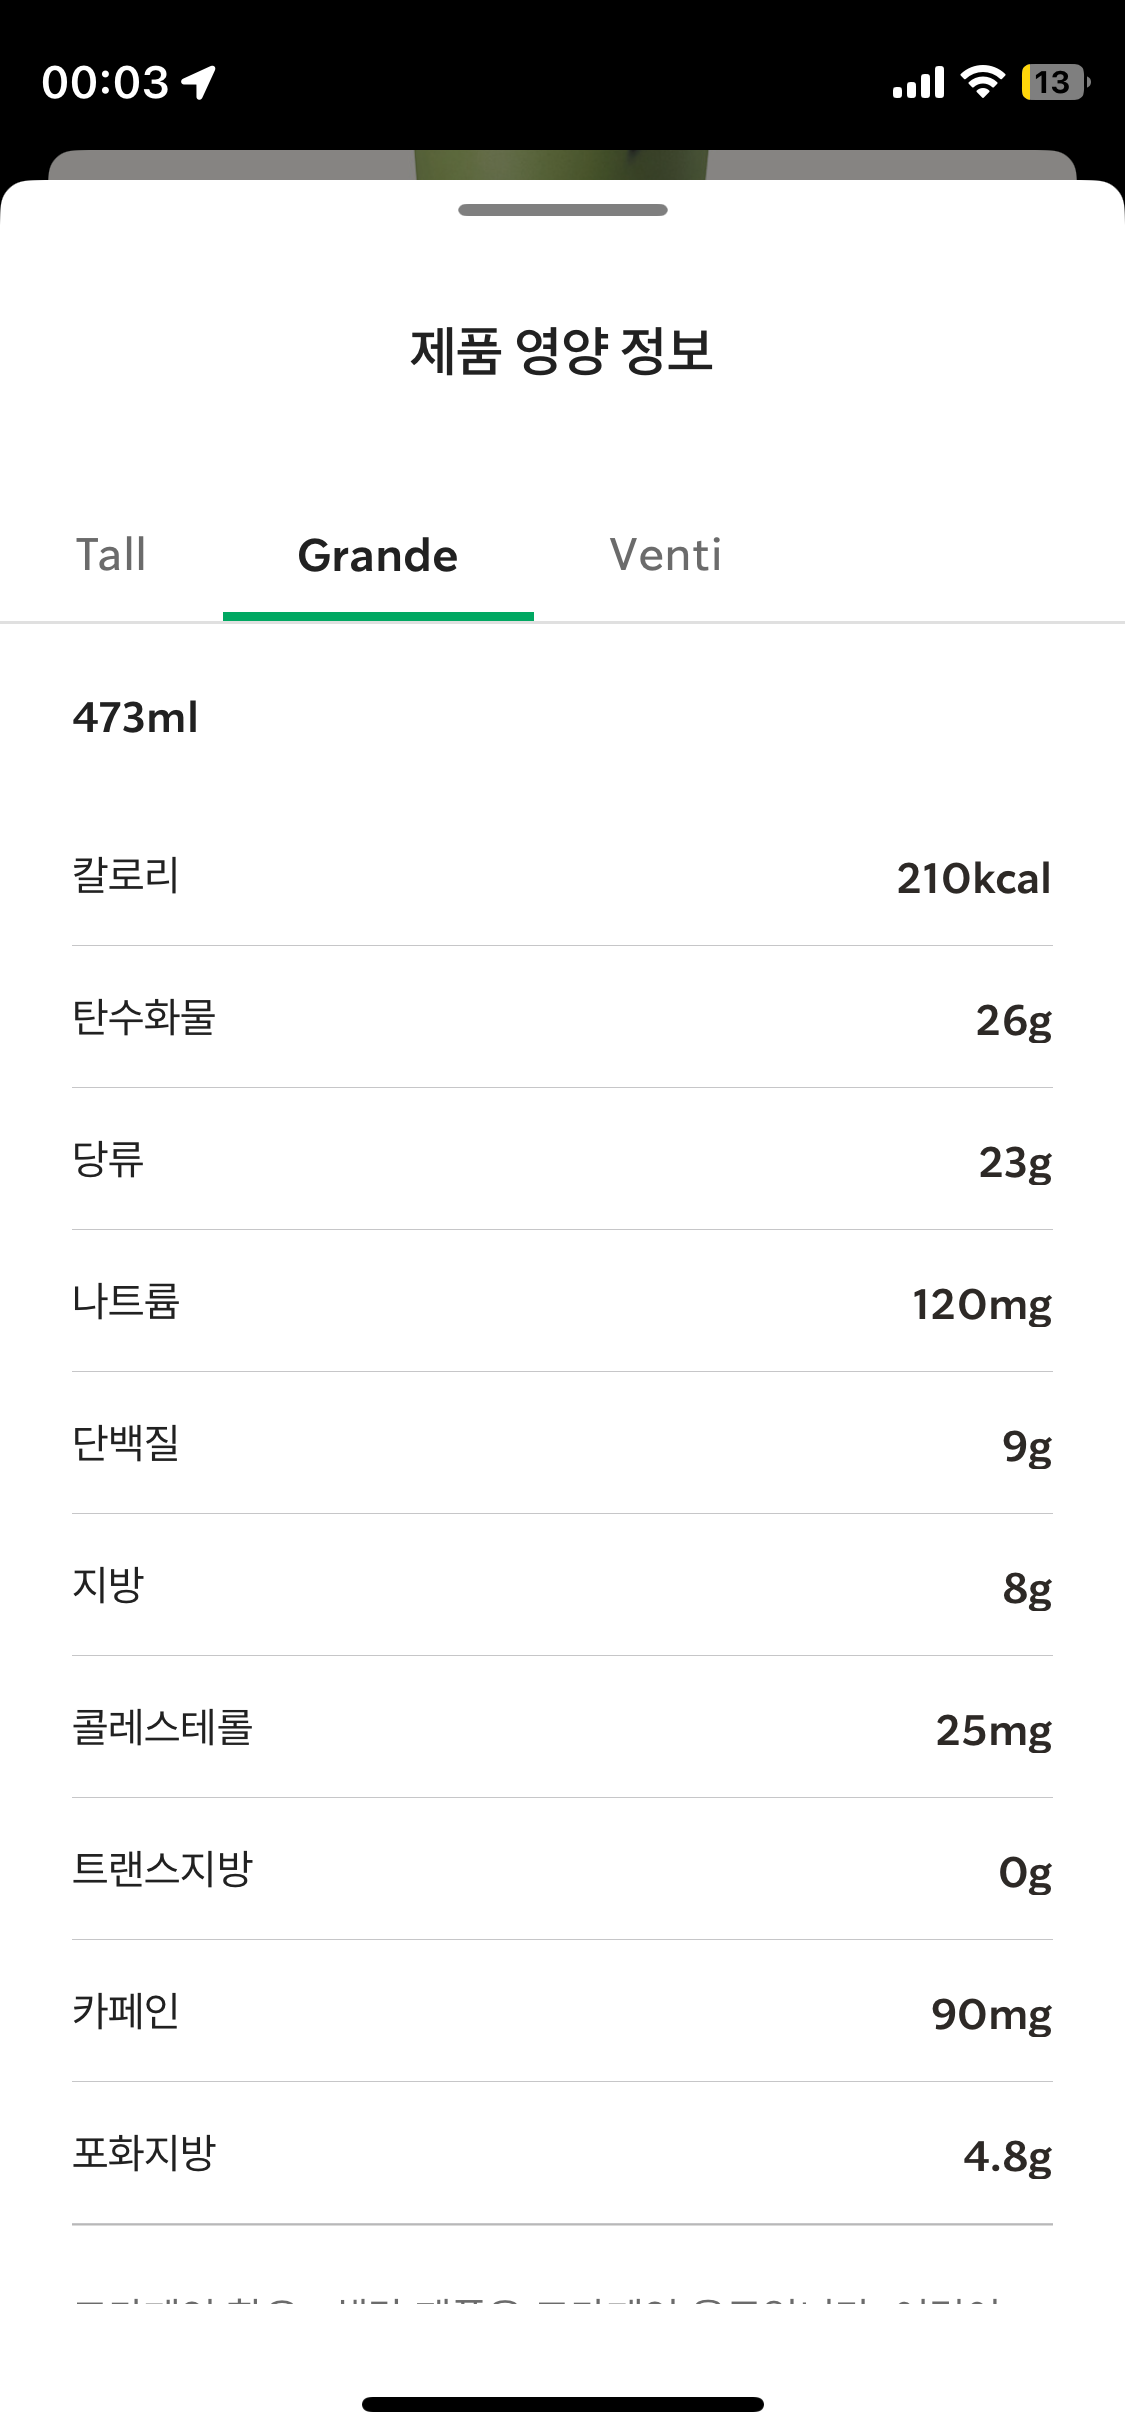 00:03
13
제품 영양 정보
Tall Grande Venti
473ml
칼로리 210kcal
탄수화물 26g
당류 23g
나트륨 120mg
단백질 9g
지방 8g
콜레스테롤 25mg
트랜스지방 0g
카페인 90mg
포화지방 4.8g